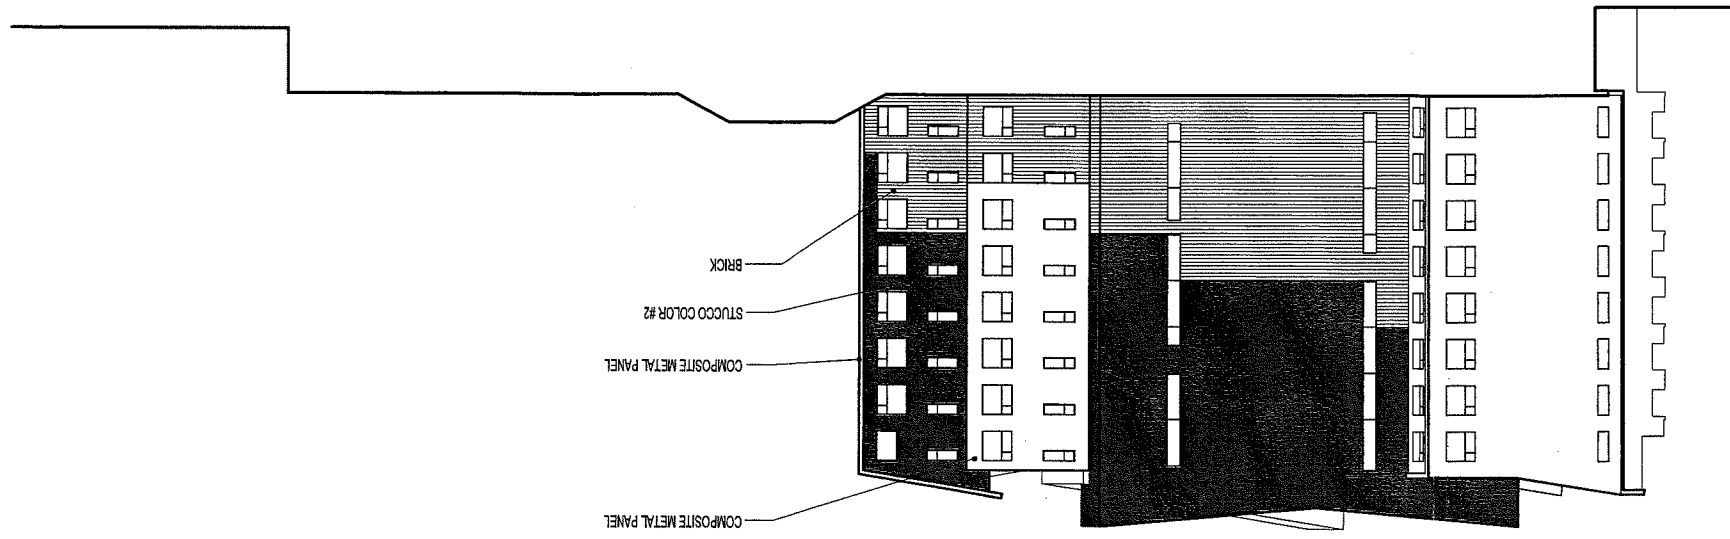 COMPOSITE METAL PANEL
COMPOSITE METAL PANEL
STUCCO COLOR #2
BRICK